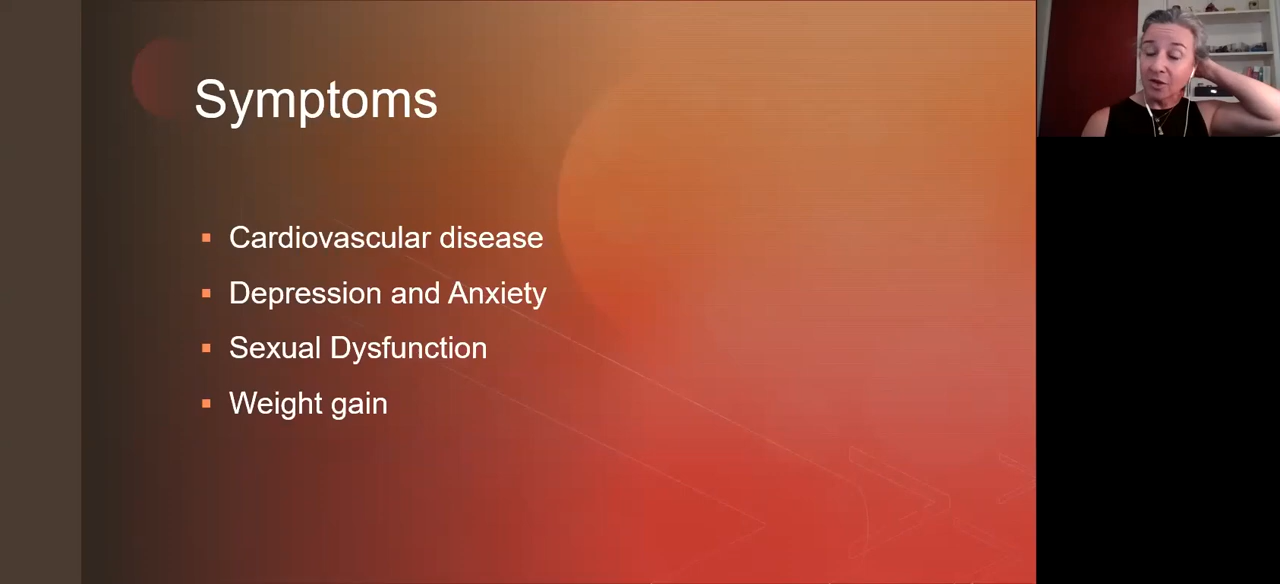 Symptoms
Cardiovascular disease
Depression and Anxiety
Sexual Dysfunction
Weight gain